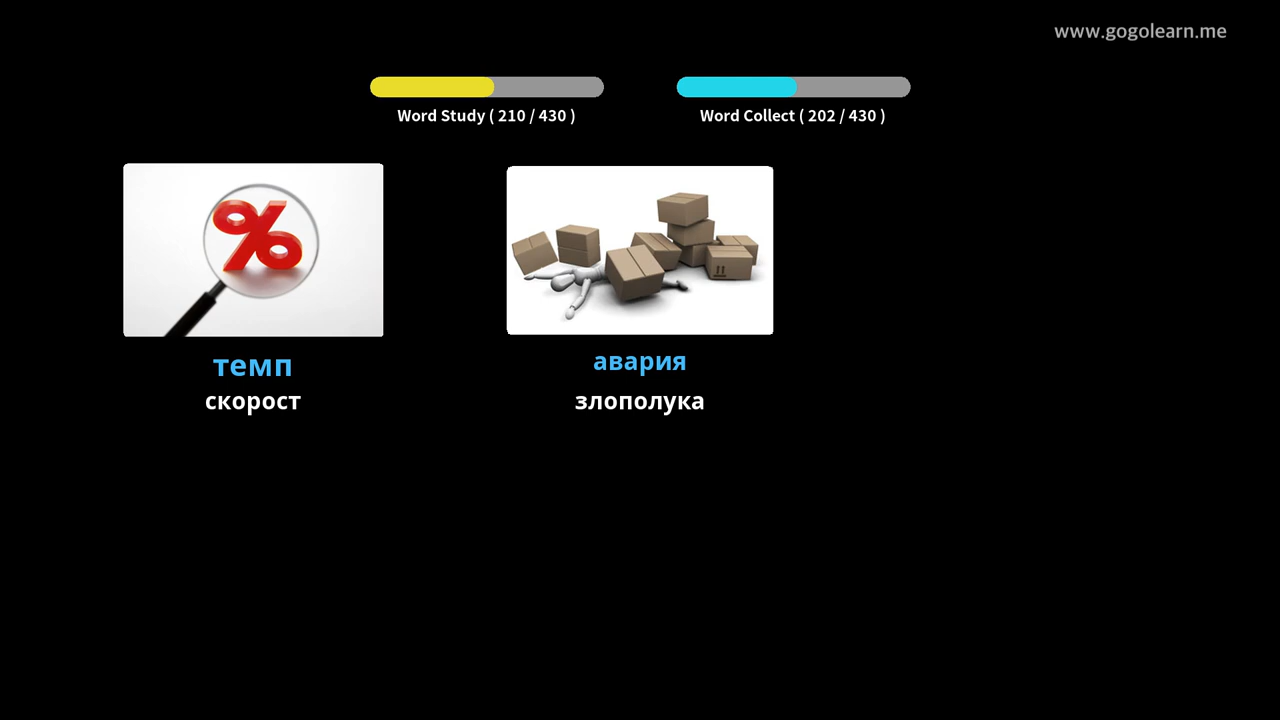 www.gogolearn.me
Word Study ( 210 / 430 )
Word Collect ( 202 / 430 )
%
темп
скорост
авария
злополука